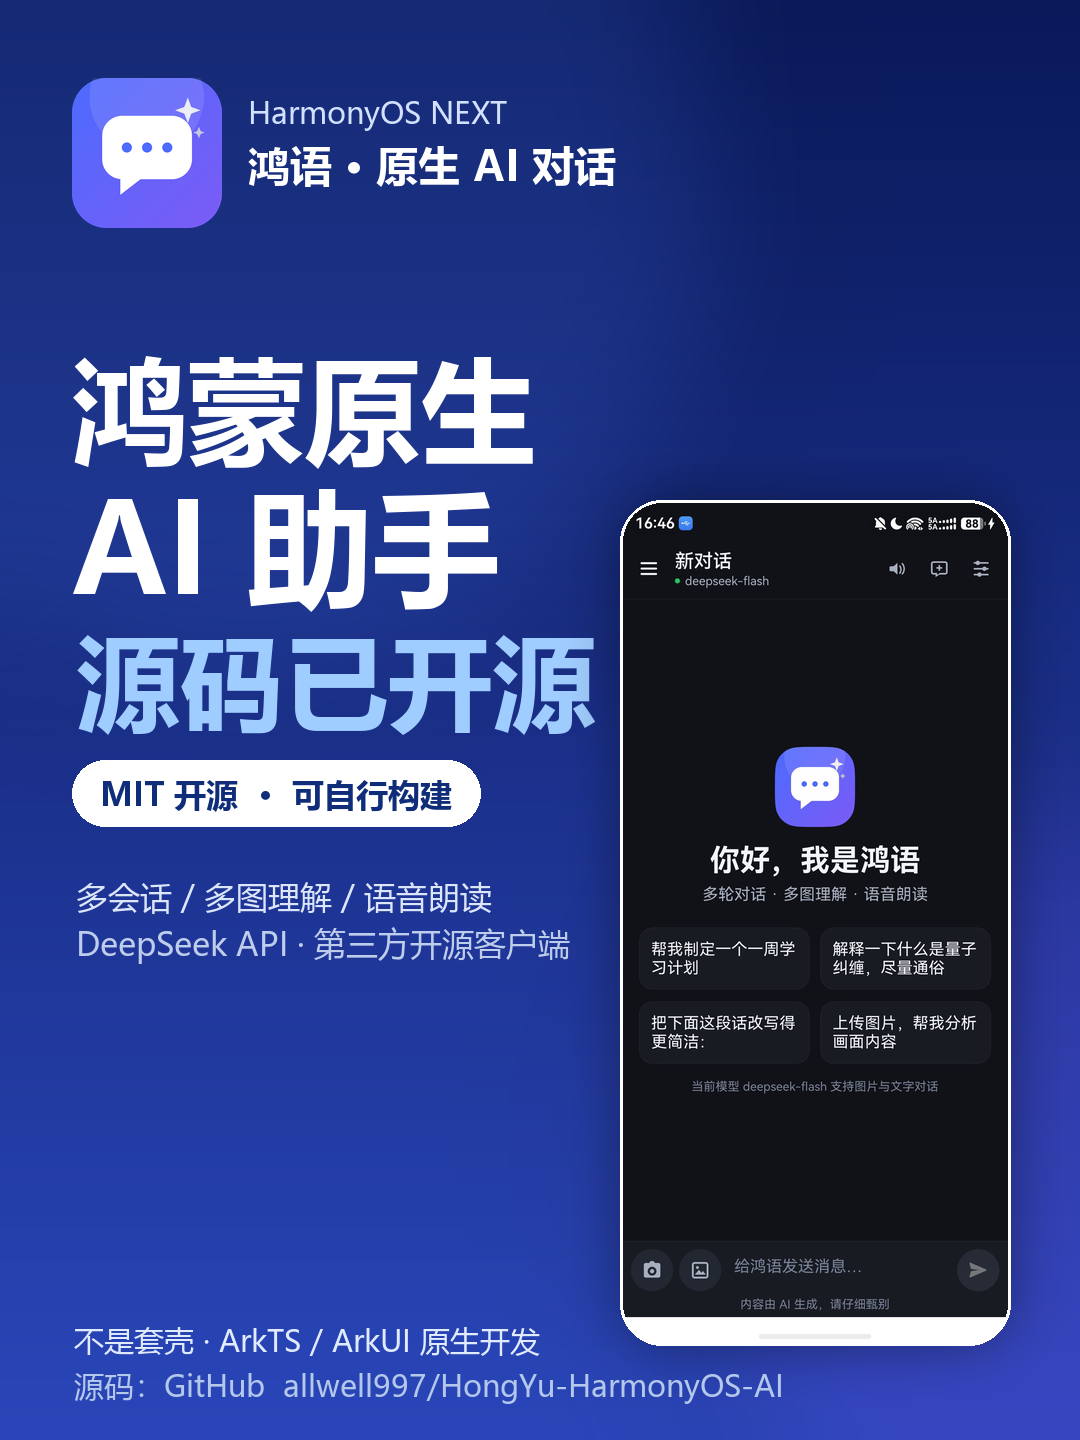 HarmonyOS NEXT
鸿语 · 原生 AI 对话
鸿蒙原生
AI 助手
源码已开源
MIT 开源 · 可自行构建
多会话 / 多图理解 / 语音朗读
DeepSeek API · 第三方开源客户端
16:46
5A
5A
88
新对话
deepseek-flash
你好，我是鸿语
多轮对话 · 多图理解 · 语音朗读
帮我制定一个一周学
习计划
解释一下什么是量子
纠缠，尽量通俗
把下面这段话改写得
更简洁：
上传图片，帮我分析
画面内容
当前模型 deepseek-flash 支持图片与文字对话
给鸿语发送消息...
内容由 AI 生成，请仔细甄别
不是套壳 · ArkTS / ArkUI 原生开发
源码：GitHub allwell997/HongYu-HarmonyOS-AI